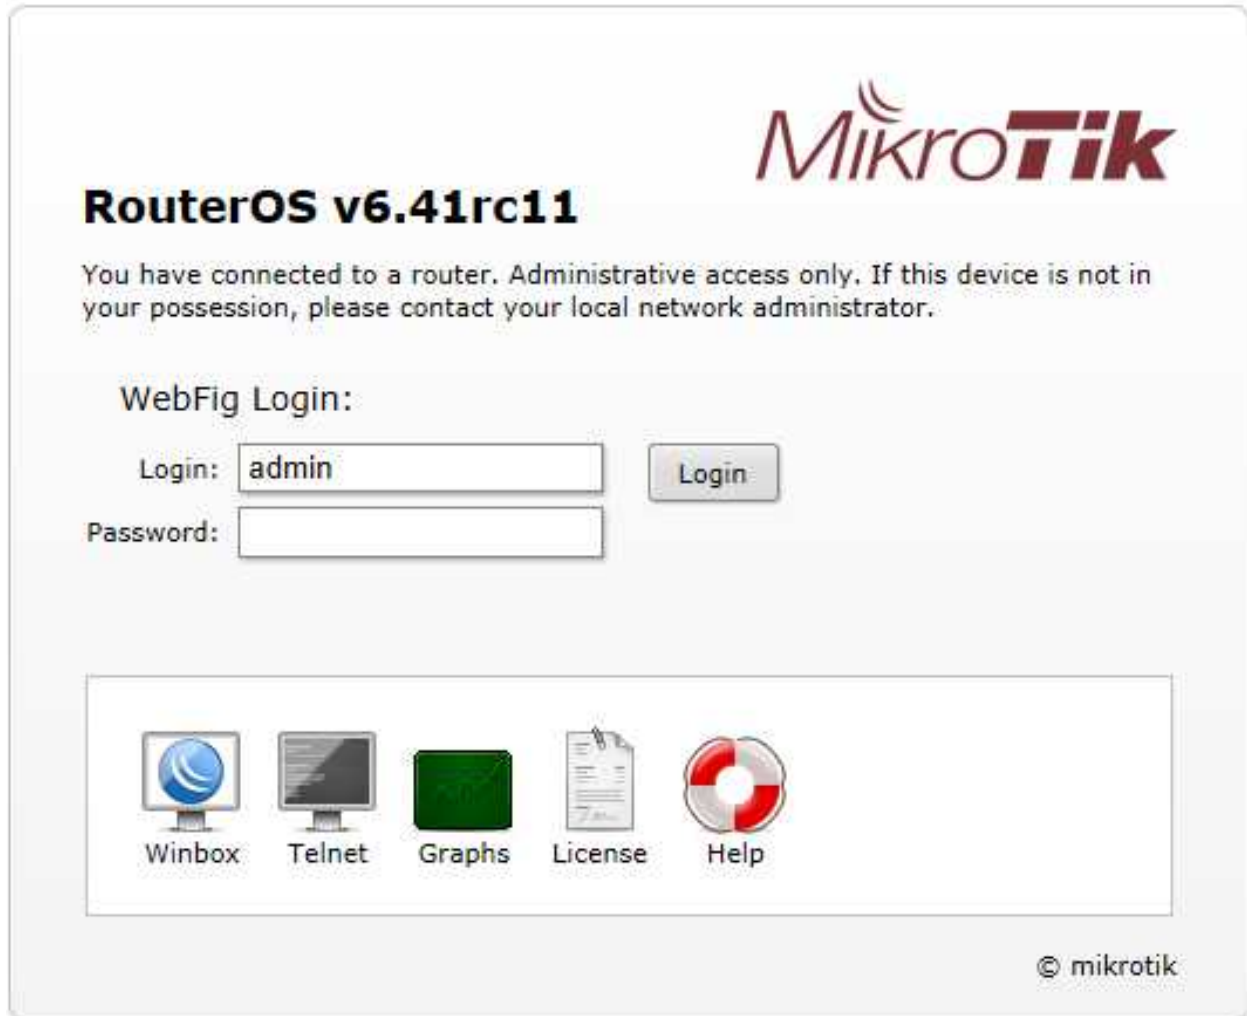 MikroTik
RouterOS v6.41rc11
You have connected to a router. Administrative access only. If this device is not in
your possession, please contact your local network administrator.
WebFig Login:
Login: admin Login
Password:
Winbox Telnet Graphs License Help
© mikrotik